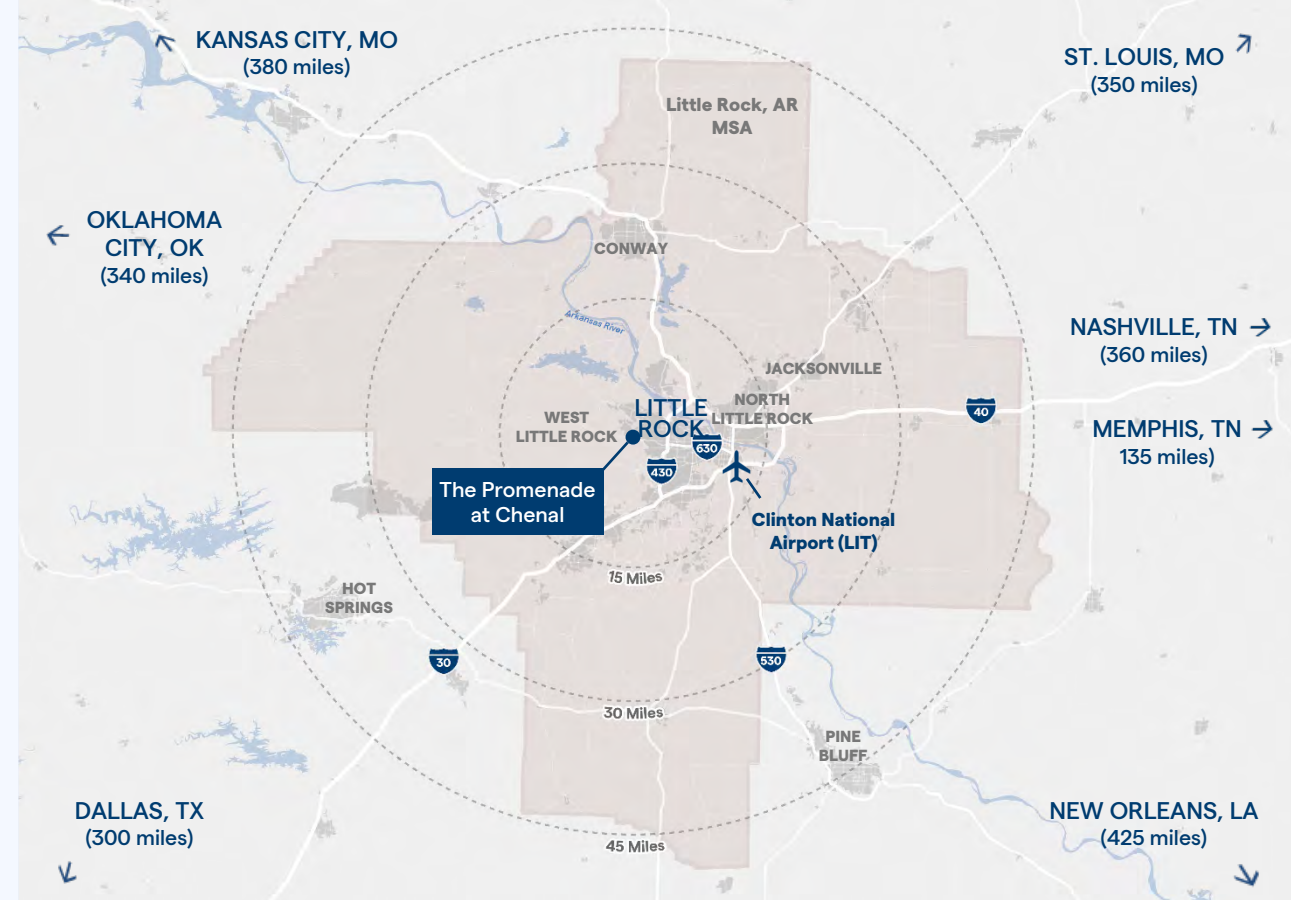 KANSAS CITY, MO
(380 miles)
ST. LOUIS, MO
(350 miles)
Little Rock, AR
MSA
OKLAHOMA
CITY, OK
(340 miles)
CONWAY
Arkansas River
NASHVILLE, TN
(360 miles)
JACKSONVILLE
NORTH
LITTLE ROCK
LITTLE
ROCK
WEST
LITTLE ROCK
40
MEMPHIS, TN
135 miles)
630
430
The Promenade
at Chenal
Clinton National
Airport (LIT)
15 Miles
HOT
SPRINGS
30
530
30 Miles
PINE
BLUFF
DALLAS, TX
(300 miles)
NEW ORLEANS, LA
(425 miles)
45 Miles